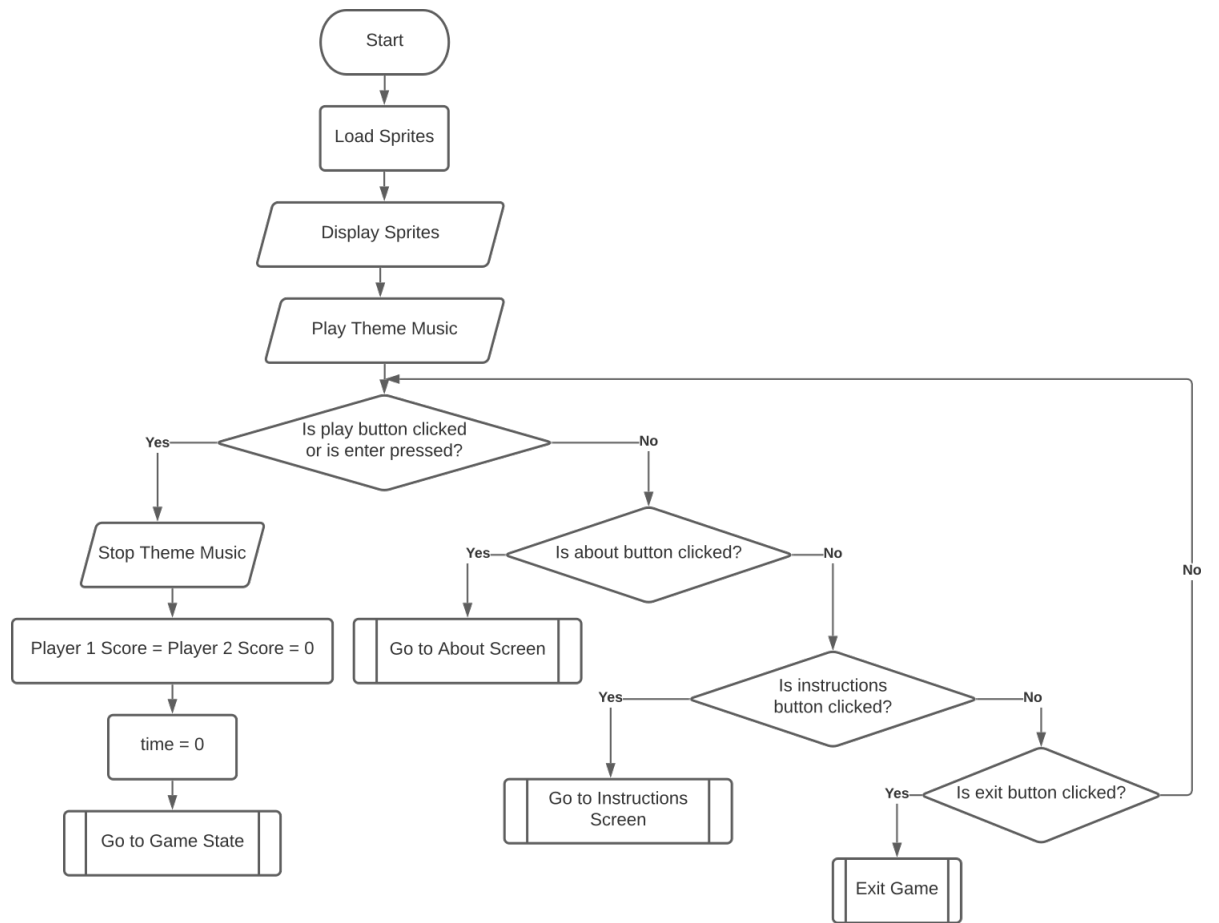 Start
Load Sprites
Display Sprites
Play Theme Music
Is play button clicked
or is enter pressed?
Yes
No
Stop Theme Music
Is about button clicked?
Yes
No
No
Player 1 Score = Player 2 Score = 0
Go to About Screen
Is instructions
button clicked?
Yes
No
time = 0
Go to Instructions
Screen
Is exit button clicked?
Yes
Go to Game State
Exit Game